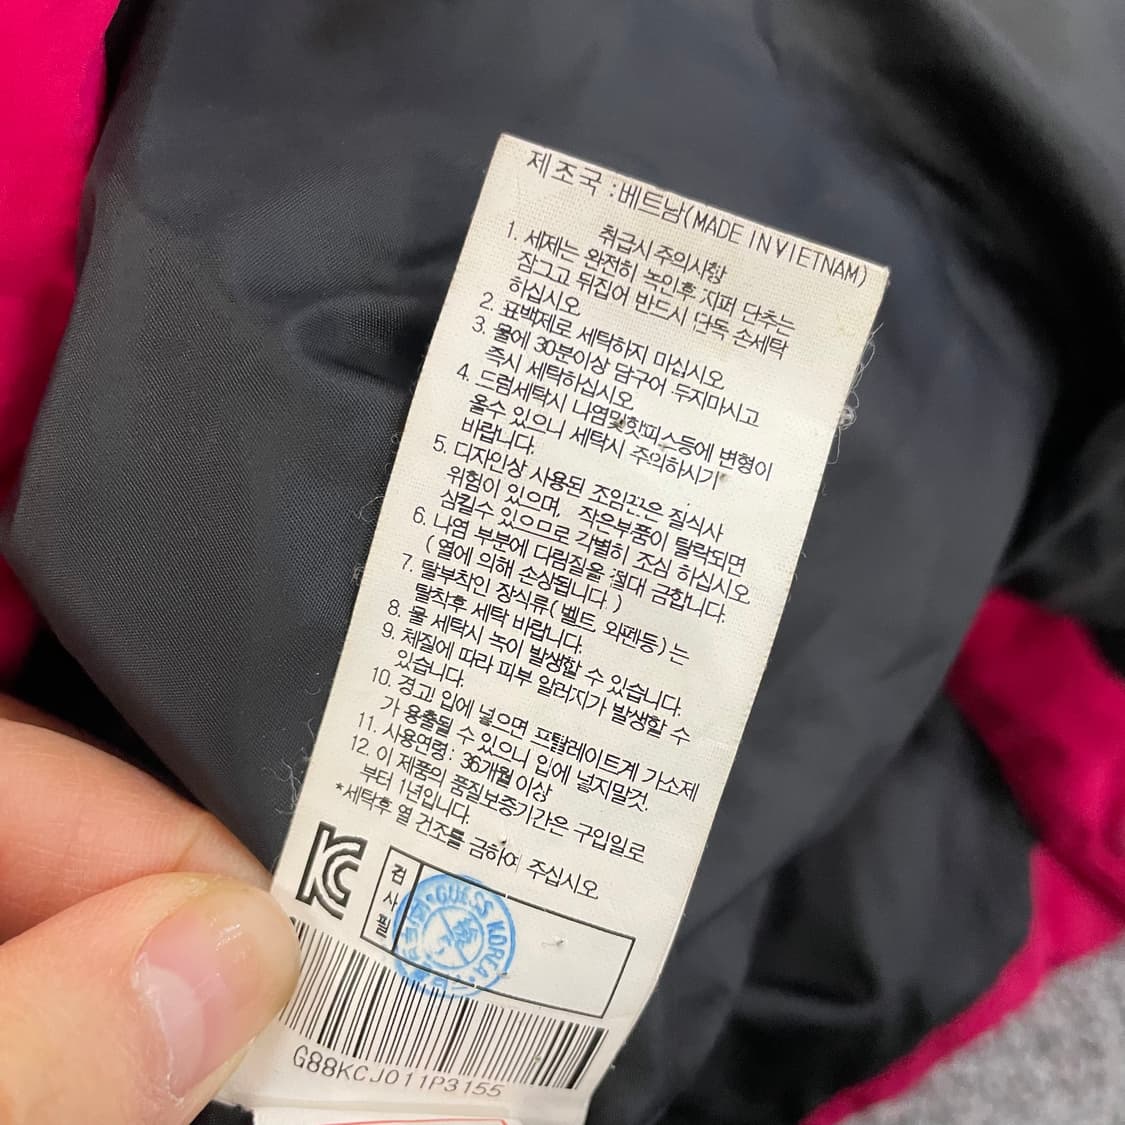 제조국 : 베트남(MADE IN VIETNAM)
취급시 주의사항
1. 세제는 완전히 녹인후 지퍼 단추는
잠그고 뒤집어 반드시 단독 손세탁
하십시오.
2. 표백제로 세탁하지 마십시오.
3. 물에 30분이상 담구어 두지마시고
즉시 세탁하십시오.
4. 드럼세탁시 나염및핫피스등에 변형이
올수 있으니 세탁시 주의하시기
바랍니다.
5. 디자인상 사용된 조임끈은 질식사
위험이 있으며, 작은부품이 탈락되면
삼킬수 있으므로 각별히 조심 하십시오.
6. 나염 부분에 다림질을 절대 금합니다.
(열에 의해 손상됩니다.)
7. 탈부착인 장식류(벨트, 와펜등)는
탈착후 세탁 바랍니다.
8. 물 세탁시 녹이 발생할 수 있습니다.
9. 체질에 따라 피부 알러지가 발생할 수
있습니다.
10. 경고! 입에 넣으면 프탈레이트계 가소제
가 용출될 수 있으니 입에 넣지말것.
11. 사용연령 : 36개월 이상
12. 이 제품의 품질보증기간은 구입일로
부터 1년입니다.
*세탁후 열 건조를 금하여 주십시오.
KC
검사필
GUESS KOREA
G88KCJ011P3155